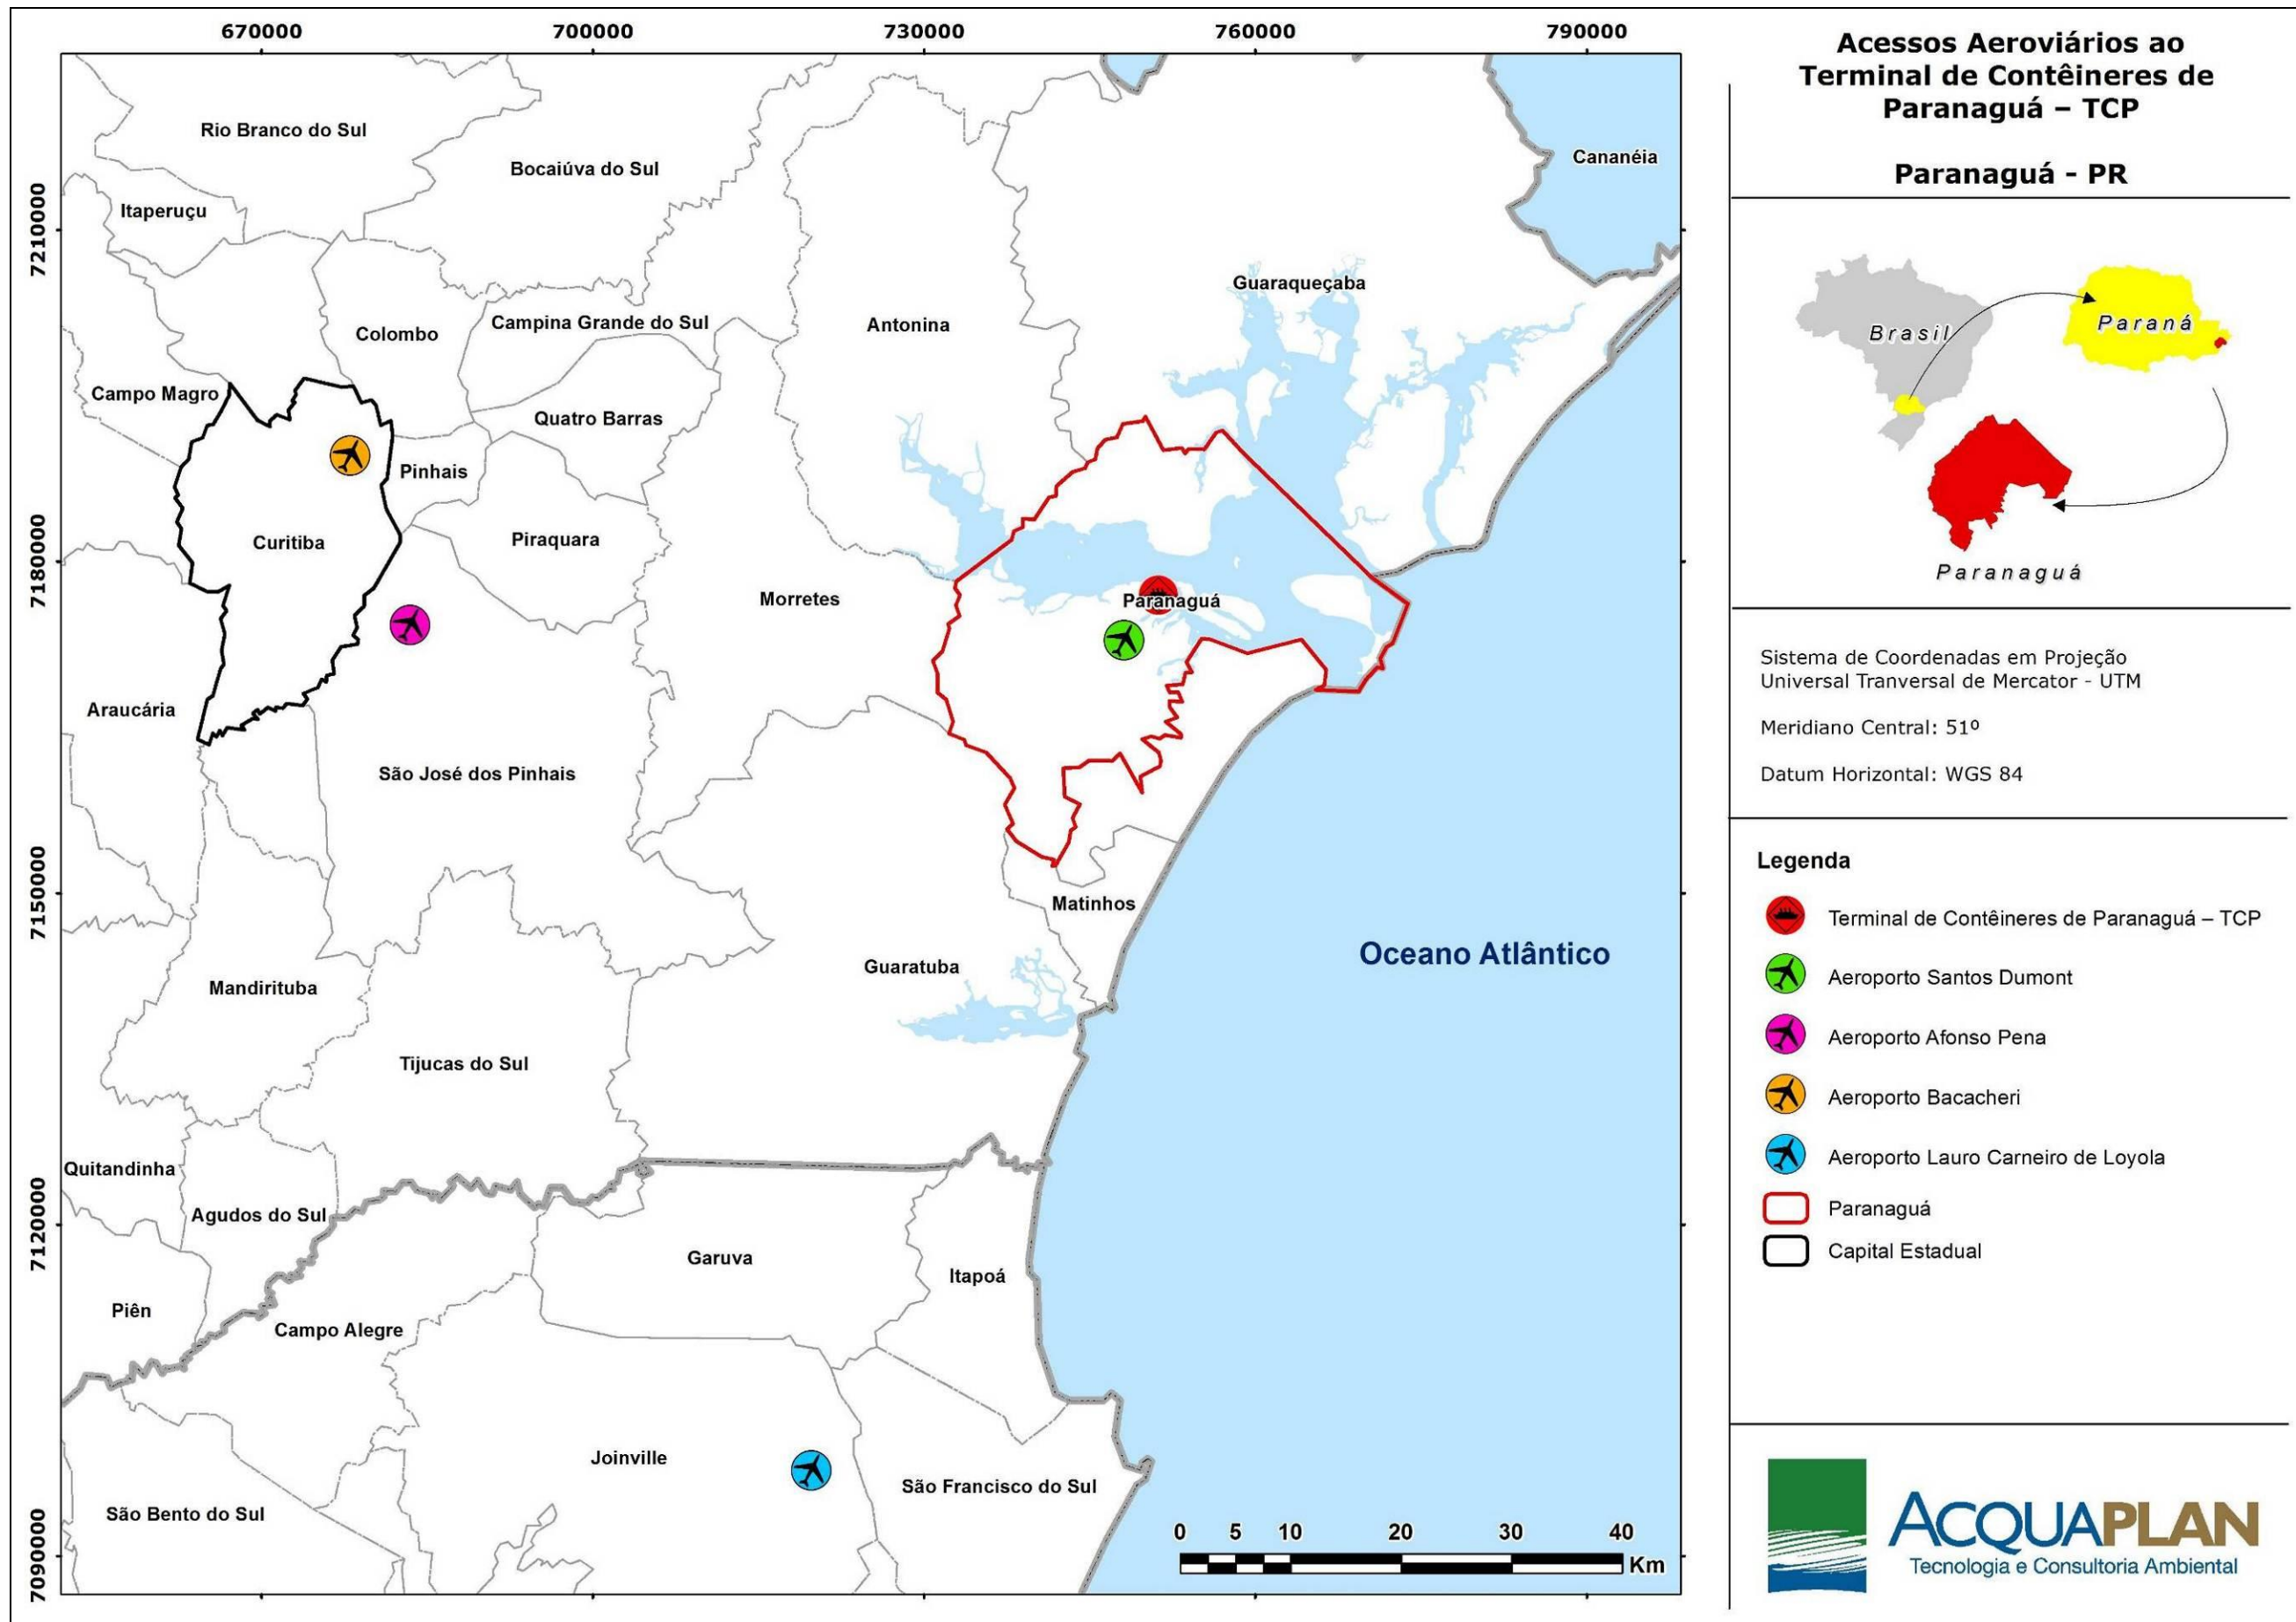 670000
700000
730000
760000
790000
7210000
7180000
7150000
7120000
7090000
Rio Branco do Sul
Bocaiúva do Sul
Cananéia
Itaperuçu
Guaraqueçaba
Colombo
Campina Grande do Sul
Antonina
Campo Magro
Quatro Barras
Pinhais
Curitiba
Piraquara
Morretes
Paranaguá
Araucária
São José dos Pinhais
Matinhos
Oceano Atlântico
Guaratuba
Mandirituba
Tijucas do Sul
Quitandinha
Agudos do Sul
Garuva
Itapoá
Piên
Campo Alegre
Joinville
São Francisco do Sul
São Bento do Sul
0 5 10 20 30 40
Km
Acessos Aeroviários ao
Terminal de Contêineres de
Paranaguá – TCP
Paranaguá - PR
Brasil
Paraná
Paranaguá
Sistema de Coordenadas em Projeção
Universal Tranversal de Mercator - UTM
Meridiano Central: 51º
Datum Horizontal: WGS 84
Legenda
Terminal de Contêineres de Paranaguá – TCP
Aeroporto Santos Dumont
Aeroporto Afonso Pena
Aeroporto Bacacheri
Aeroporto Lauro Carneiro de Loyola
Paranaguá
Capital Estadual
ACQUAPLAN
Tecnologia e Consultoria Ambiental